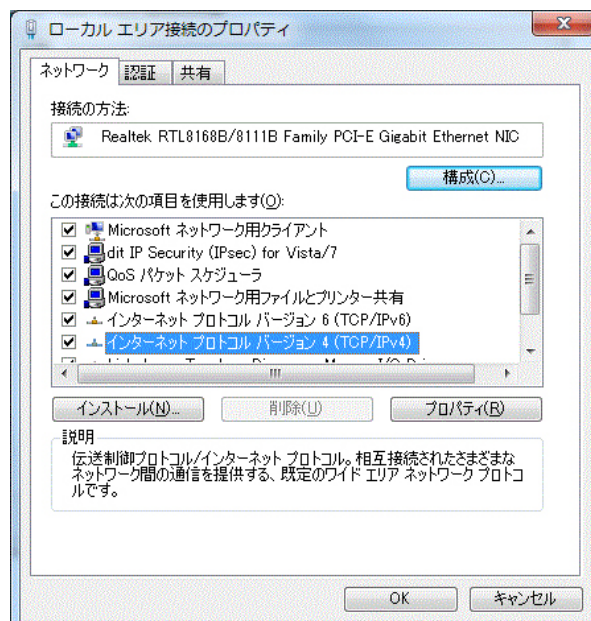 ローカル エリア接続のプロパティ
ネットワーク 認証 共有
接続の方法:
Realtek RTL8168B/8111B Family PCI-E Gigabit Ethernet NIC
構成(C)...
この接続は次の項目を使用します(O):
Microsoft ネットワーク用クライアント
dit IP Security (IPsec) for Vista/7
QoS パケット スケジューラ
Microsoft ネットワーク用ファイルとプリンター共有
インターネット プロトコル バージョン 6 (TCP/IPv6)
インターネット プロトコル バージョン 4 (TCP/IPv4)
インストール(N)... 削除(U) プロパティ(R)
説明
伝送制御プロトコル/インターネット プロトコル。相互接続されたさまざまな
ネットワーク間の通信を提供する、既定のワイド エリア ネットワーク プロトコ
ルです。
OK キャンセル